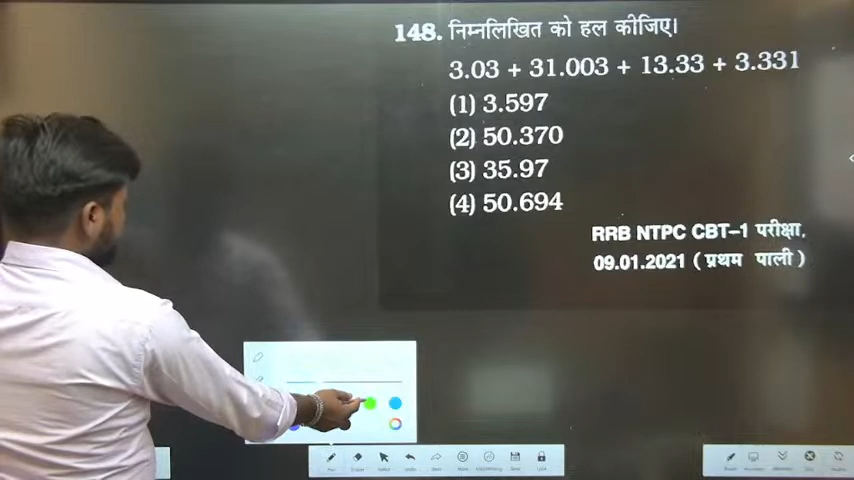 148. निम्नलिखित को हल कीजिए।
3.03 + 31.003 + 13.33 + 3.331
(1) 3.597
(2) 50.370
(3) 35.97
(4) 50.694
RRB NTPC CBT–1 परीक्षा,
09.01.2021 ( प्रथम पाली )